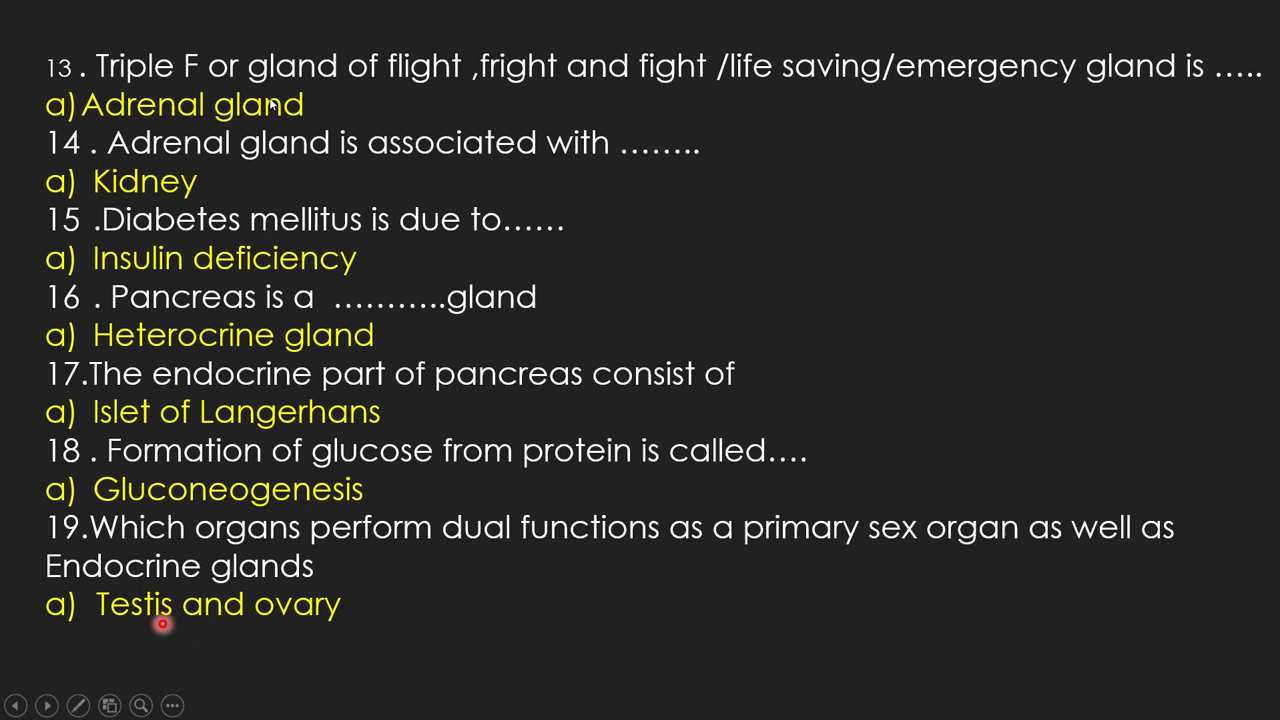 13 . Triple F or gland of flight ,fright and fight /life saving/emergency gland is …..
a) Adrenal gland
14 . Adrenal gland is associated with ……..
a) Kidney
15 .Diabetes mellitus is due to……
a) Insulin deficiency
16 . Pancreas is a ………..gland
a) Heterocrine gland
17.The endocrine part of pancreas consist of
a) Islet of Langerhans
18 . Formation of glucose from protein is called….
a) Gluconeogenesis
19.Which organs perform dual functions as a primary sex organ as well as
Endocrine glands
a) Testis and ovary